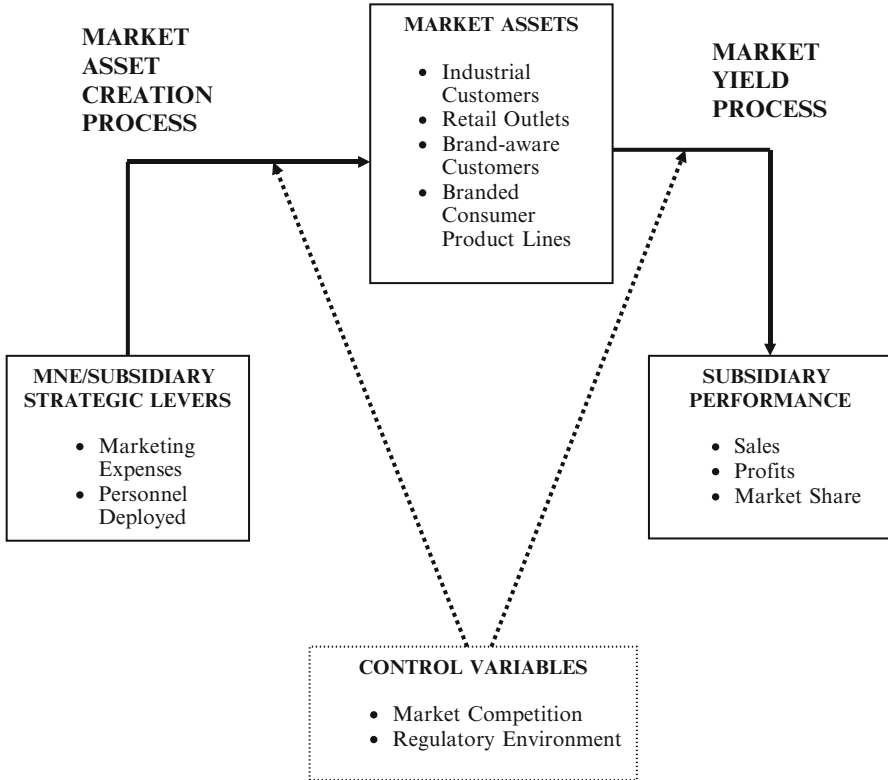 MARKET
ASSET
CREATION
PROCESS
MARKET ASSETS
• Industrial
Customers
• Retail Outlets
• Brand-aware
Customers
• Branded
Consumer
Product Lines
MARKET
YIELD
PROCESS
MNE/SUBSIDIARY
STRATEGIC LEVERS
• Marketing
Expenses
• Personnel
Deployed
SUBSIDIARY
PERFORMANCE
• Sales
• Profits
• Market Share
CONTROL VARIABLES
• Market Competition
• Regulatory Environment